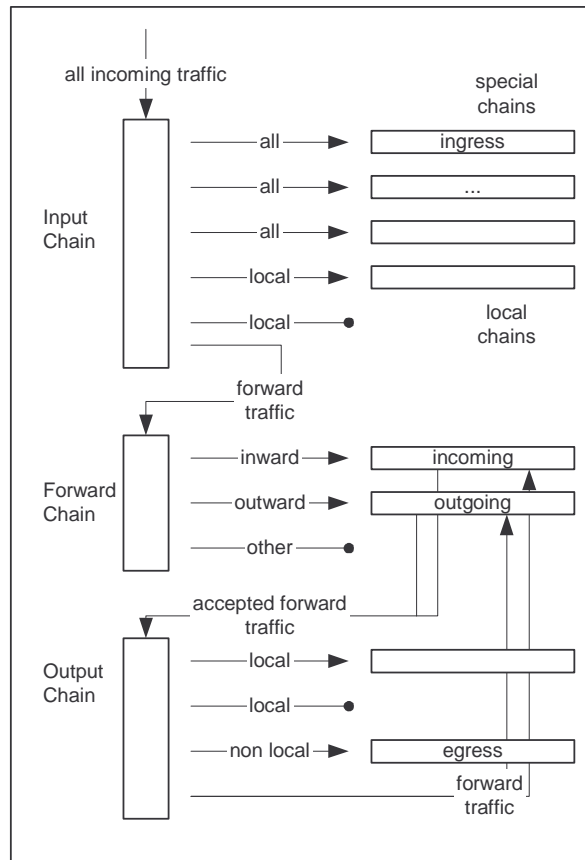 all incoming traffic
special
chains
all
ingress
all
...
Input
Chain
all
local
local
local
chains
forward
traffic
inward
incoming
Forward
Chain
outward
outgoing
other
accepted forward
traffic
Output
Chain
local
local
non local
egress
forward
traffic